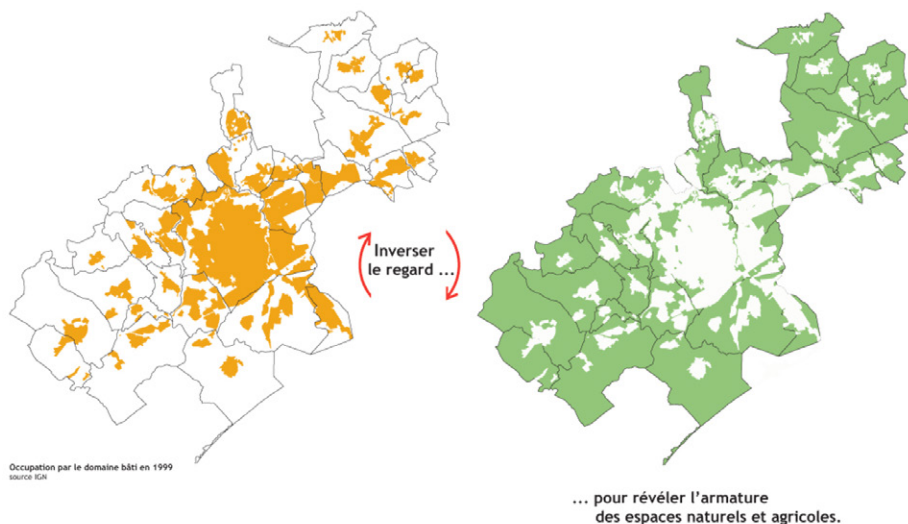 Inverser
le regard ...
Occupation par le domaine bâti en 1999
source IGN
... pour révéler l'armature
des espaces naturels et agricoles.